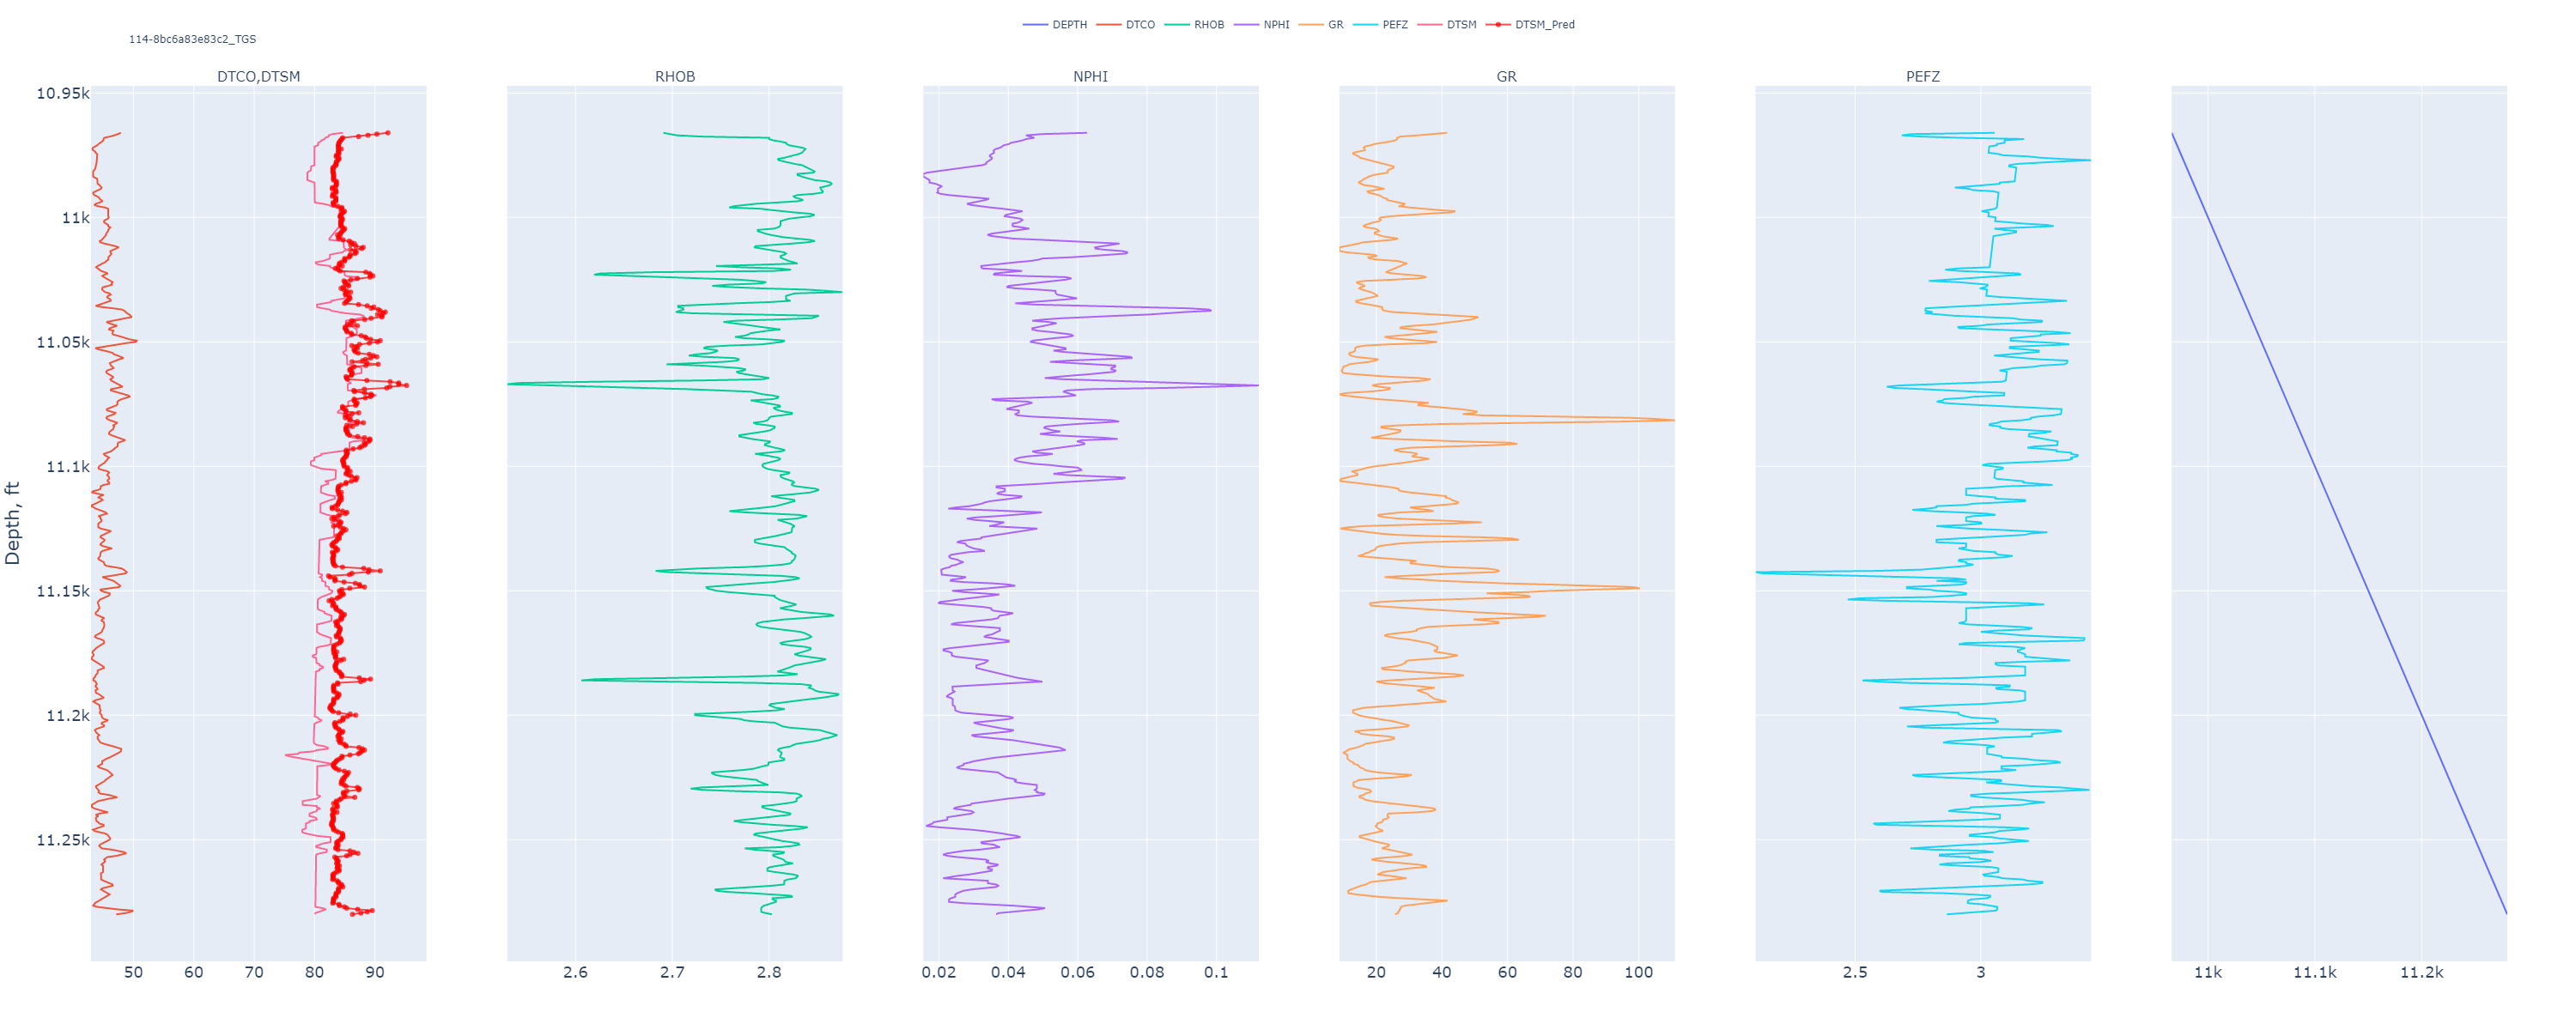 DEPTH DTCO RHOB NPHI GR PEFZ DTSM DTSM_Pred
114-8bc6a83e83c2_TGS
DTCO,DTSM RHOB NPHI GR PEFZ
10.95k
11k
11.05k
11.1k
11.15k
11.2k
11.25k
Depth, ft
50 60 70 80 90 2.6 2.7 2.8 0.02 0.04 0.06 0.08 0.1 20 40 60 80 100 2.5 3 11k 11.1k 11.2k